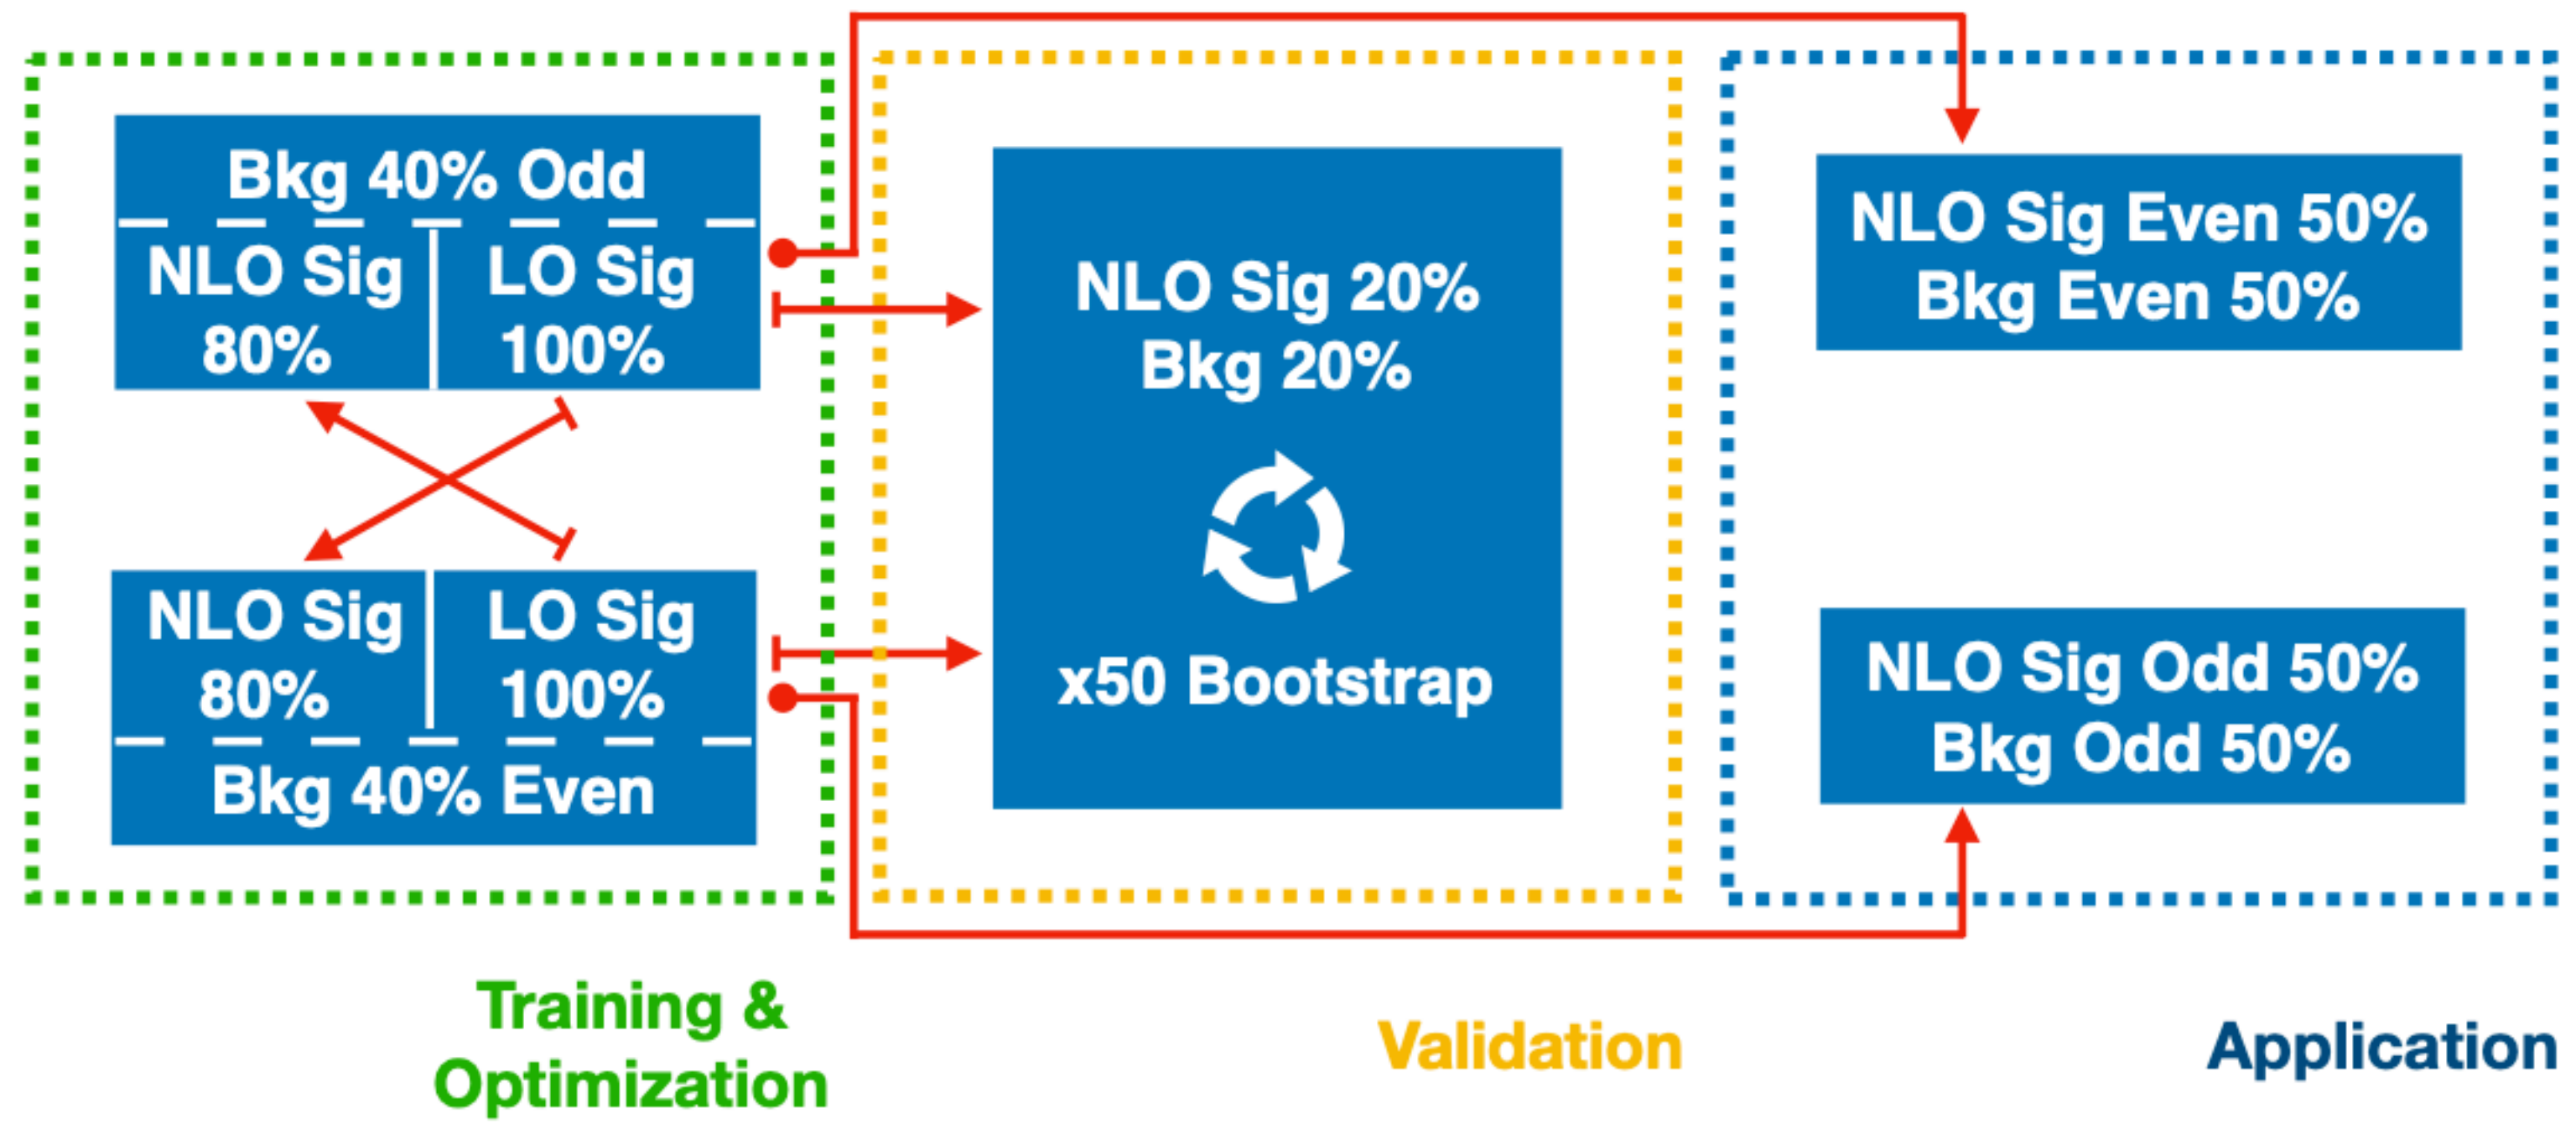 Bkg 40% Odd
NLO Sig
80%
LO Sig
100%
NLO Sig
80%
LO Sig
100%
Bkg 40% Even
Training &
Optimization
NLO Sig 20%
Bkg 20%
x50 Bootstrap
Validation
NLO Sig Even 50%
Bkg Even 50%
NLO Sig Odd 50%
Bkg Odd 50%
Application